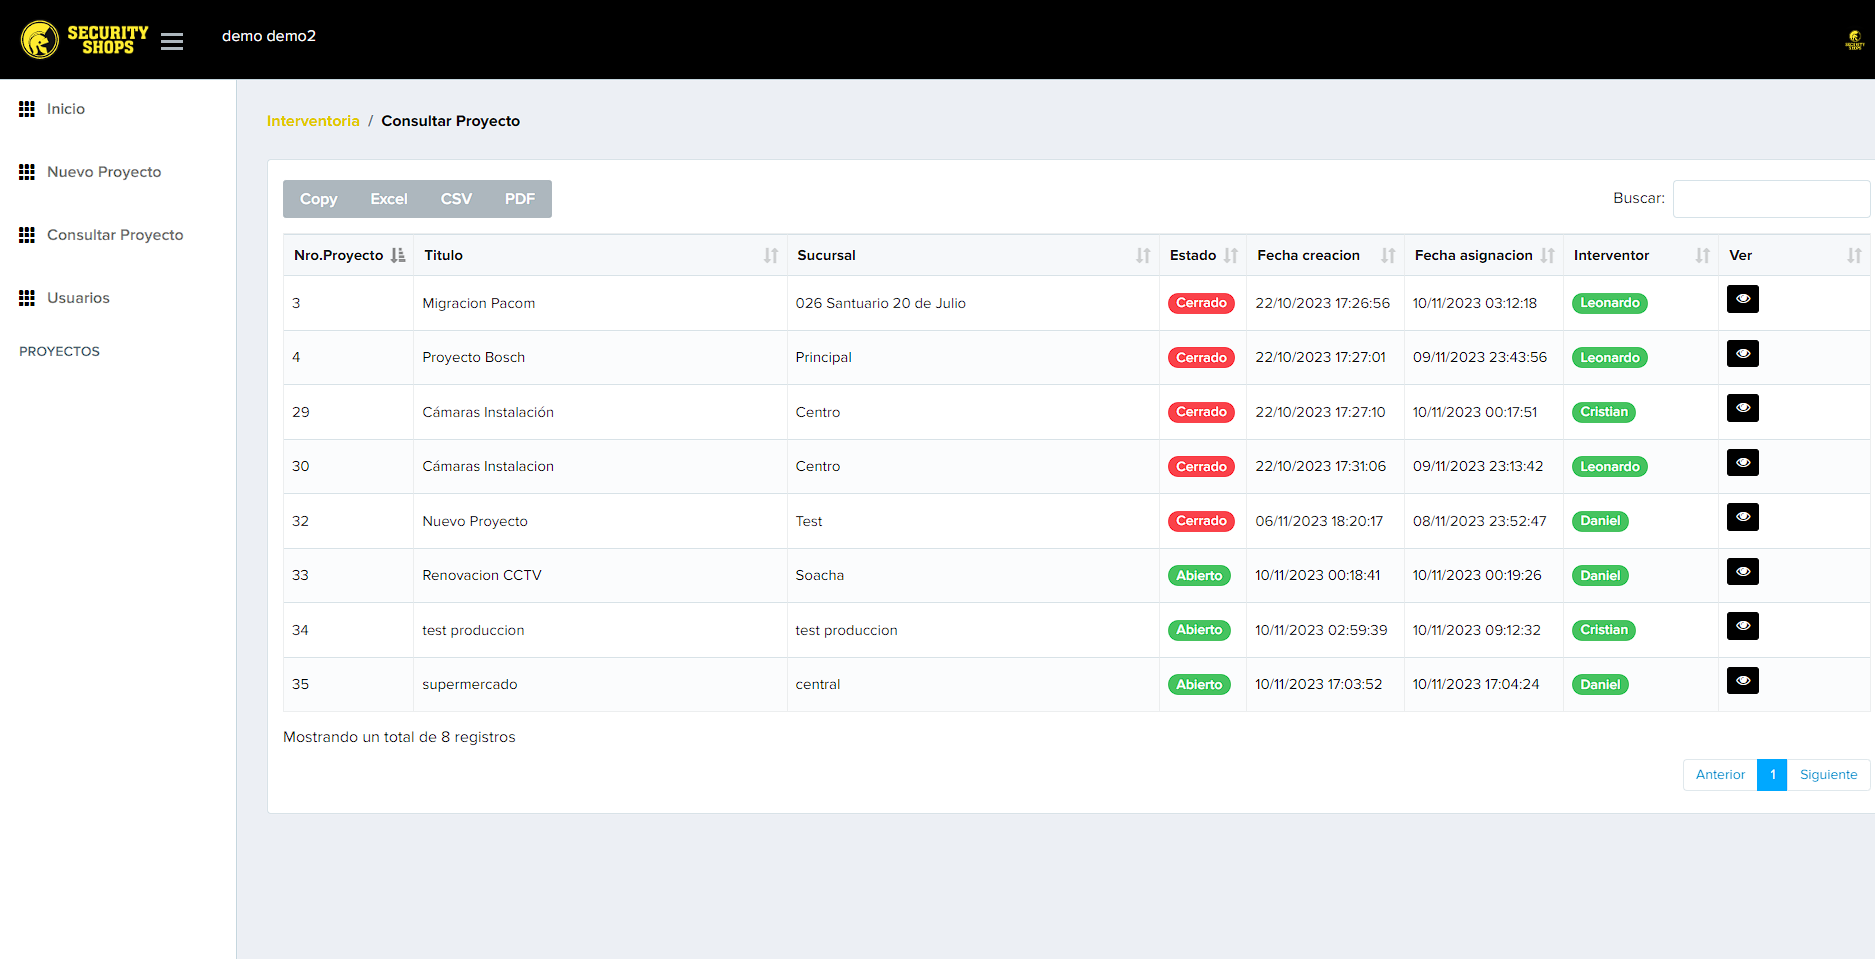 SECURITY
SHOPS
demo demo2
Inicio
Nuevo Proyecto
Consultar Proyecto
Usuarios
PROYECTOS
Interventoria / Consultar Proyecto
Copy Excel CSV PDF
Buscar:
Nro.Proyecto Titulo Sucursal Estado Fecha creacion Fecha asignacion Interventor Ver
3 Migracion Pacom 026 Santuario 20 de Julio Cerrado 22/10/2023 17:26:56 10/11/2023 03:12:18 Leonardo
4 Proyecto Bosch Principal Cerrado 22/10/2023 17:27:01 09/11/2023 23:43:56 Leonardo
29 Cámaras Instalación Centro Cerrado 22/10/2023 17:27:10 10/11/2023 00:17:51 Cristian
30 Cámaras Instalacion Centro Cerrado 22/10/2023 17:31:06 09/11/2023 23:13:42 Leonardo
32 Nuevo Proyecto Test Cerrado 06/11/2023 18:20:17 08/11/2023 23:52:47 Daniel
33 Renovacion CCTV Soacha Abierto 10/11/2023 00:18:41 10/11/2023 00:19:26 Daniel
34 test produccion test produccion Abierto 10/11/2023 02:59:39 10/11/2023 09:12:32 Cristian
35 supermercado central Abierto 10/11/2023 17:03:52 10/11/2023 17:04:24 Daniel
Mostrando un total de 8 registros
Anterior 1 Siguiente